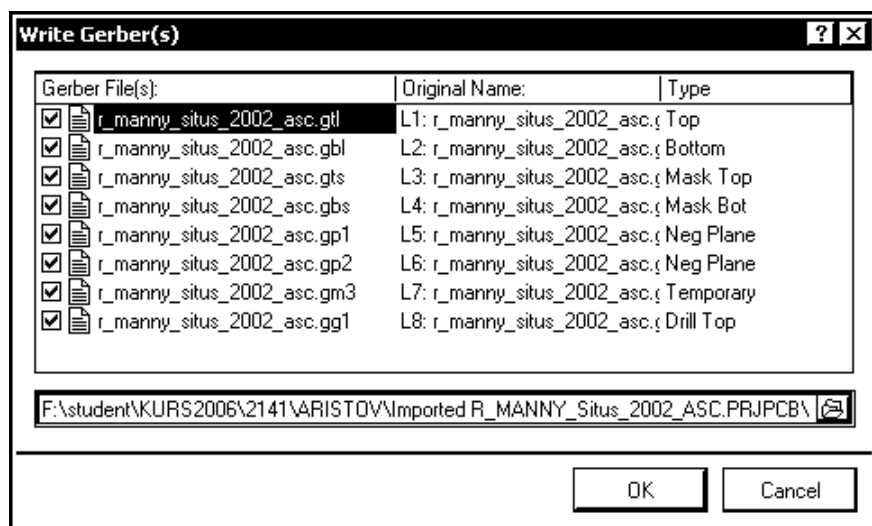 Write Gerber(s)
Gerber File(s): Original Name: Type
r_manny_situs_2002_asc.gtl L1: r_manny_situs_2002_asc.g Top
r_manny_situs_2002_asc.gbl L2: r_manny_situs_2002_asc.g Bottom
r_manny_situs_2002_asc.gts L3: r_manny_situs_2002_asc.g Mask Top
r_manny_situs_2002_asc.gbs L4: r_manny_situs_2002_asc.g Mask Bot
r_manny_situs_2002_asc.gp1 L5: r_manny_situs_2002_asc.g Neg Plane
r_manny_situs_2002_asc.gp2 L6: r_manny_situs_2002_asc.g Neg Plane
r_manny_situs_2002_asc.gm3 L7: r_manny_situs_2002_asc.g Temporary
r_manny_situs_2002_asc.gg1 L8: r_manny_situs_2002_asc.g Drill Top
F:\student\KURS2006\2141\ARISTOV\Imported R_MANNY_Situs_2002_ASC.PRJPCB\
OK Cancel